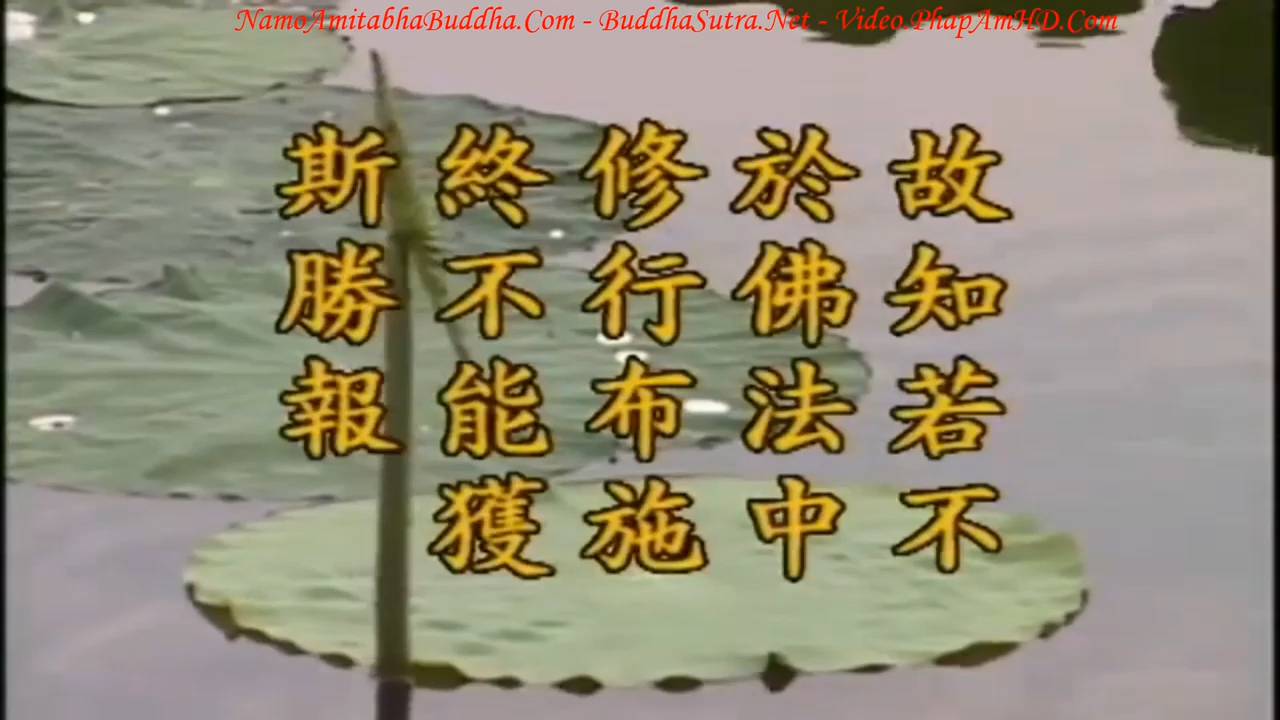 NamoAmitabhaBuddha.Com - BuddhaSutra.Net - Video.PhapAmHD.Com
故知若不
於佛法中
修行布施
終不能獲
斯勝報